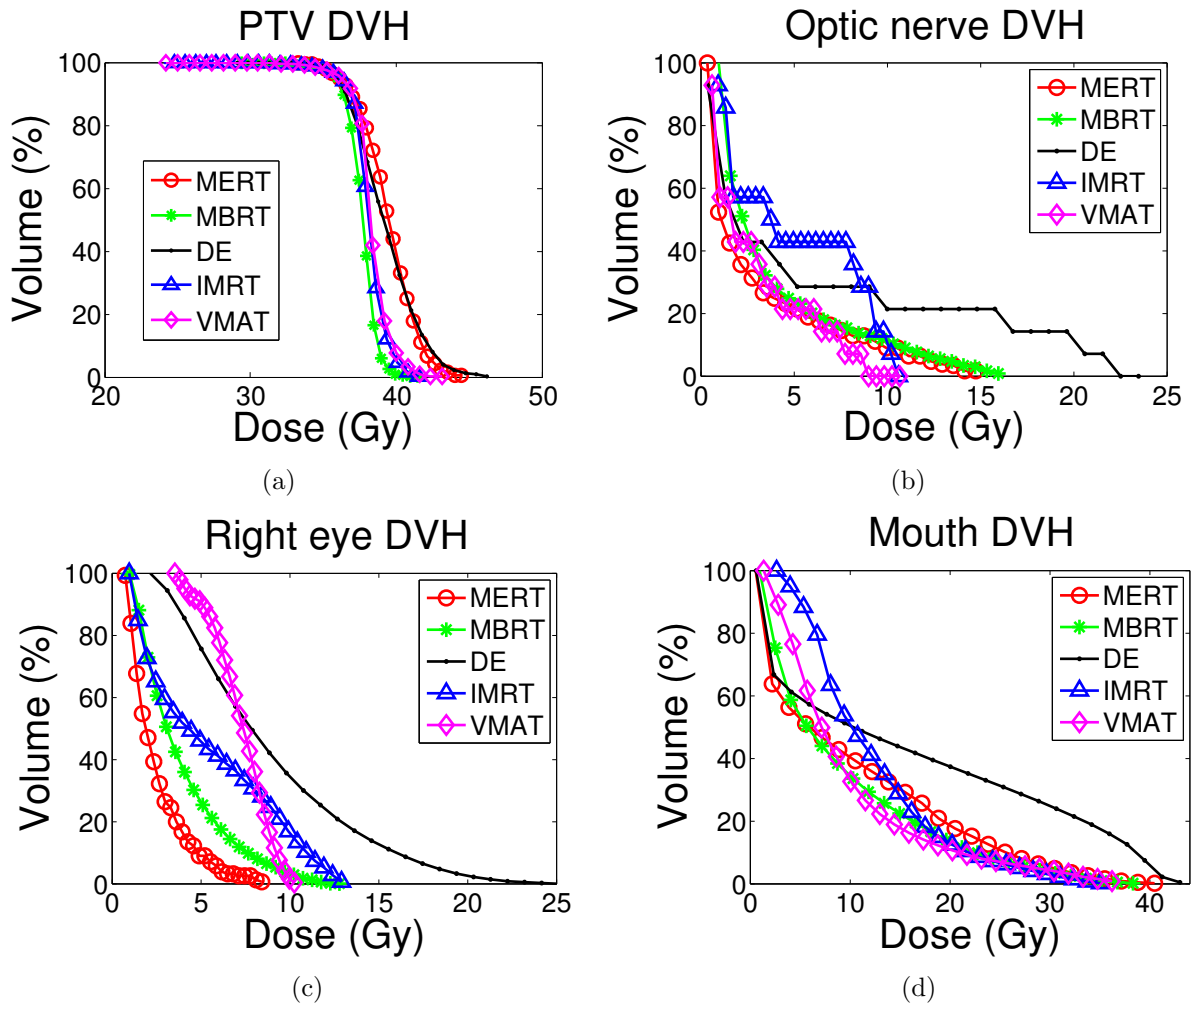 PTV DVH
Volume (%)
100
80
60
40
20
0
20
30
40
50
Dose (Gy)
MERT
MBRT
DE
IMRT
VMAT
(a)
Optic nerve DVH
Volume (%)
100
80
60
40
20
0
0
5
10
15
20
25
Dose (Gy)
MERT
MBRT
DE
IMRT
VMAT
(b)
Right eye DVH
Volume (%)
100
80
60
40
20
0
0
5
10
15
20
25
Dose (Gy)
MERT
MBRT
DE
IMRT
VMAT
(c)
Mouth DVH
Volume (%)
100
80
60
40
20
0
0
10
20
30
40
Dose (Gy)
MERT
MBRT
DE
IMRT
VMAT
(d)